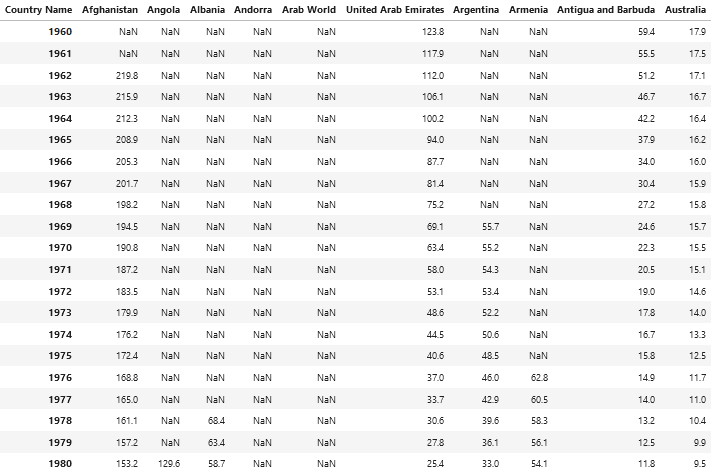 Country Name Afghanistan Angola Albania Andorra Arab World United Arab Emirates Argentina Armenia Antigua and Barbuda Australia
1960 NaN NaN NaN NaN NaN 123.8 NaN NaN 59.4 17.9
1961 NaN NaN NaN NaN NaN 117.9 NaN NaN 55.5 17.5
1962 219.8 NaN NaN NaN NaN 112.0 NaN NaN 51.2 17.1
1963 215.9 NaN NaN NaN NaN 106.1 NaN NaN 46.7 16.7
1964 212.3 NaN NaN NaN NaN 100.2 NaN NaN 42.2 16.4
1965 208.9 NaN NaN NaN NaN 94.0 NaN NaN 37.9 16.2
1966 205.3 NaN NaN NaN NaN 87.7 NaN NaN 34.0 16.0
1967 201.7 NaN NaN NaN NaN 81.4 NaN NaN 30.4 15.9
1968 198.2 NaN NaN NaN NaN 75.2 NaN NaN 27.2 15.8
1969 194.5 NaN NaN NaN NaN 69.1 55.7 NaN 24.6 15.7
1970 190.8 NaN NaN NaN NaN 63.4 55.2 NaN 22.3 15.5
1971 187.2 NaN NaN NaN NaN 58.0 54.3 NaN 20.5 15.1
1972 183.5 NaN NaN NaN NaN 53.1 53.4 NaN 19.0 14.6
1973 179.9 NaN NaN NaN NaN 48.6 52.2 NaN 17.8 14.0
1974 176.2 NaN NaN NaN NaN 44.5 50.6 NaN 16.7 13.3
1975 172.4 NaN NaN NaN NaN 40.6 48.5 NaN 15.8 12.5
1976 168.8 NaN NaN NaN NaN 37.0 46.0 62.8 14.9 11.7
1977 165.0 NaN NaN NaN NaN 33.7 42.9 60.5 14.0 11.0
1978 161.1 NaN 68.4 NaN NaN 30.6 39.6 58.3 13.2 10.4
1979 157.2 NaN 63.4 NaN NaN 27.8 36.1 56.1 12.5 9.9
1980 153.2 129.6 58.7 NaN NaN 25.4 33.0 54.1 11.8 9.5